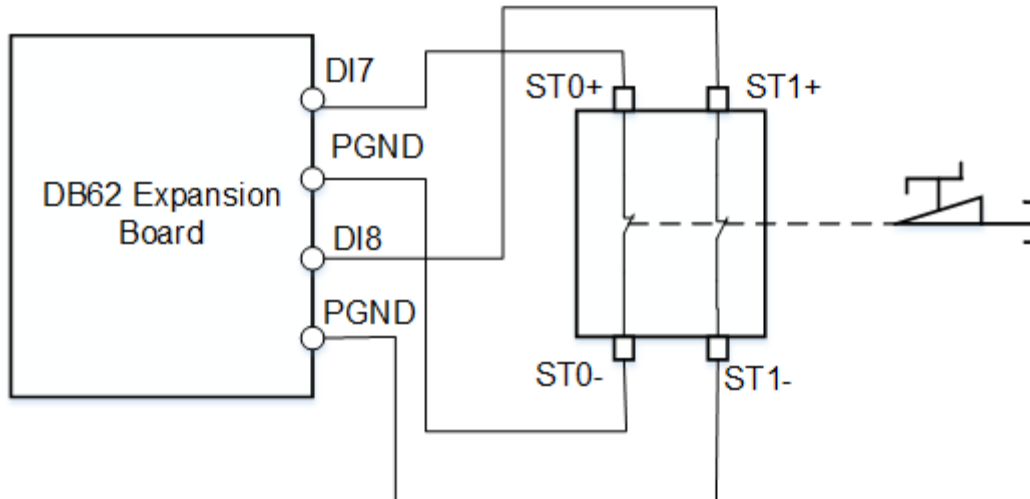 DI7
ST0+
ST1+
PGND
DB62 Expansion
Board
DI8
PGND
ST0-
ST1-